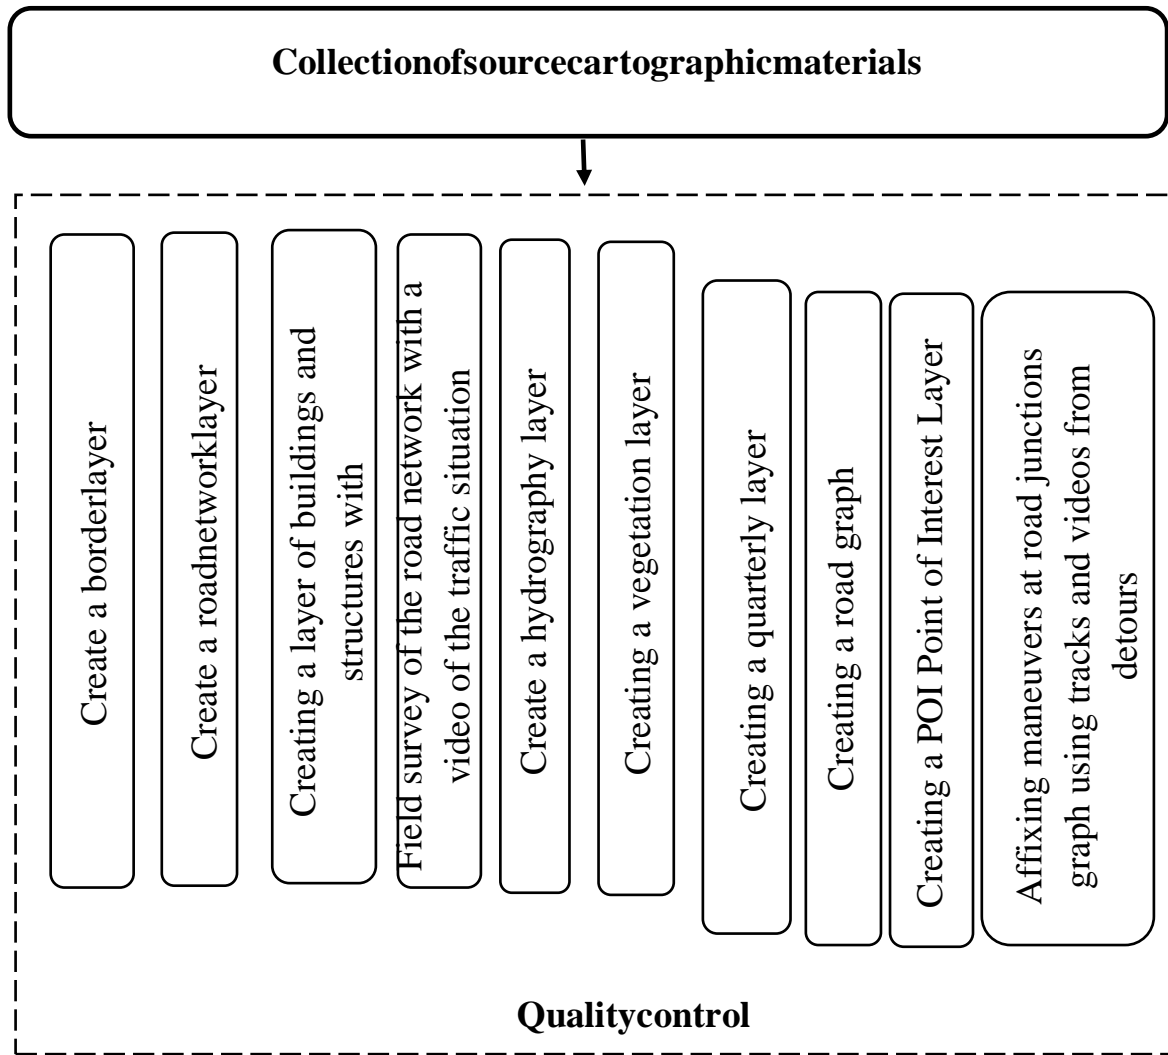 Collectionofsourcecartographicmaterials
Create a borderlayer
Create a roadnetworklayer
Creating a layer of buildings and
structures with
Field survey of the road network with a
video of the traffic situation
Create a hydrography layer
Creating a vegetation layer
Creating a quarterly layer
Creating a road graph
Creating a POI Point of Interest Layer
Affixing maneuvers at road junctions
graph using tracks and videos from
detours
Qualitycontrol